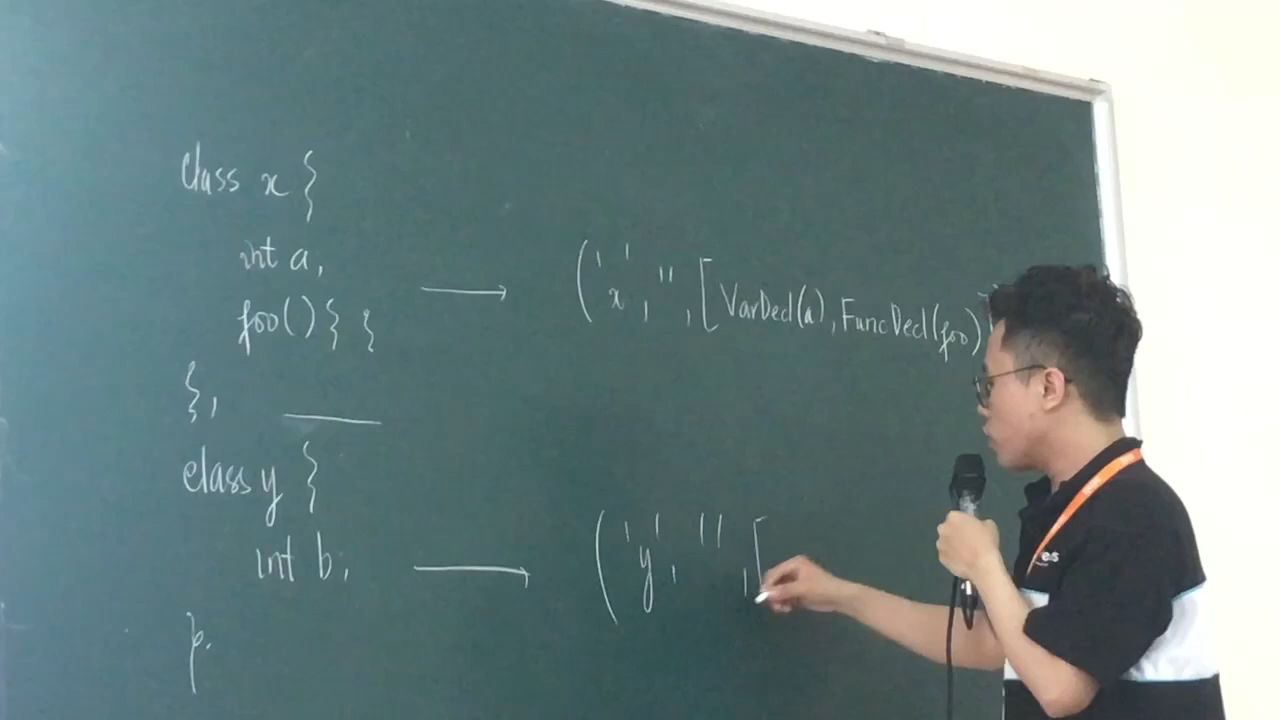 class x {
int a,
foo() { }
},
('x', '', [VarDecl(a), FuncDecl(foo)]
class y {
int b,
('y', '', [
}.